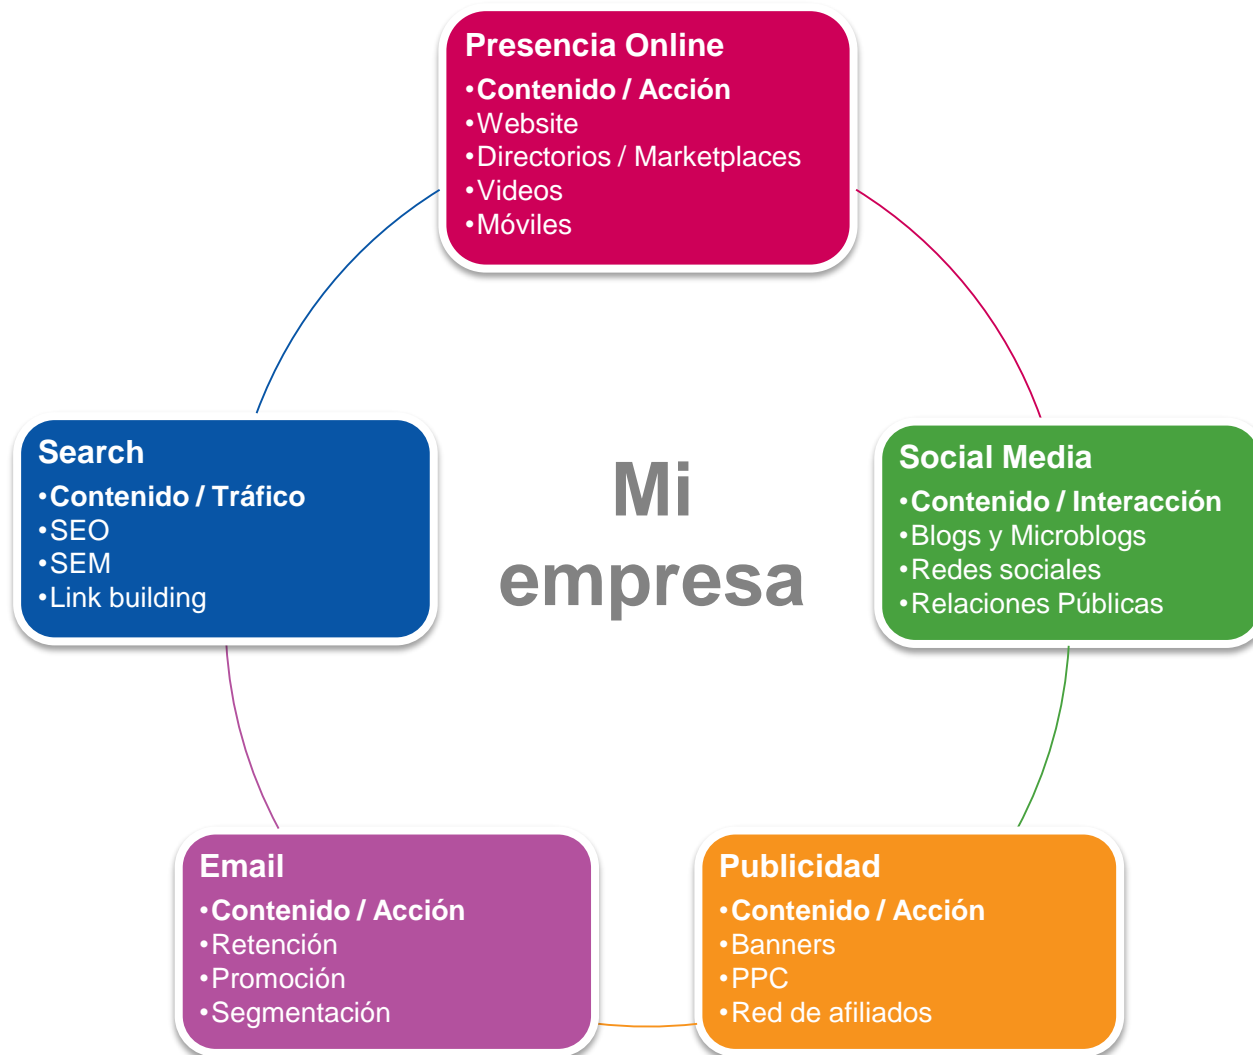 Presencia Online
•Contenido / Acción
•Website
•Directorios / Marketplaces
•Videos
•Móviles
Search
•Contenido / Tráfico
•SEO
•SEM
•Link building
Mi
empresa
Social Media
•Contenido / Interacción
•Blogs y Microblogs
•Redes sociales
•Relaciones Públicas
Email
•Contenido / Acción
•Retención
•Promoción
•Segmentación
Publicidad
•Contenido / Acción
•Banners
•PPC
•Red de afiliados